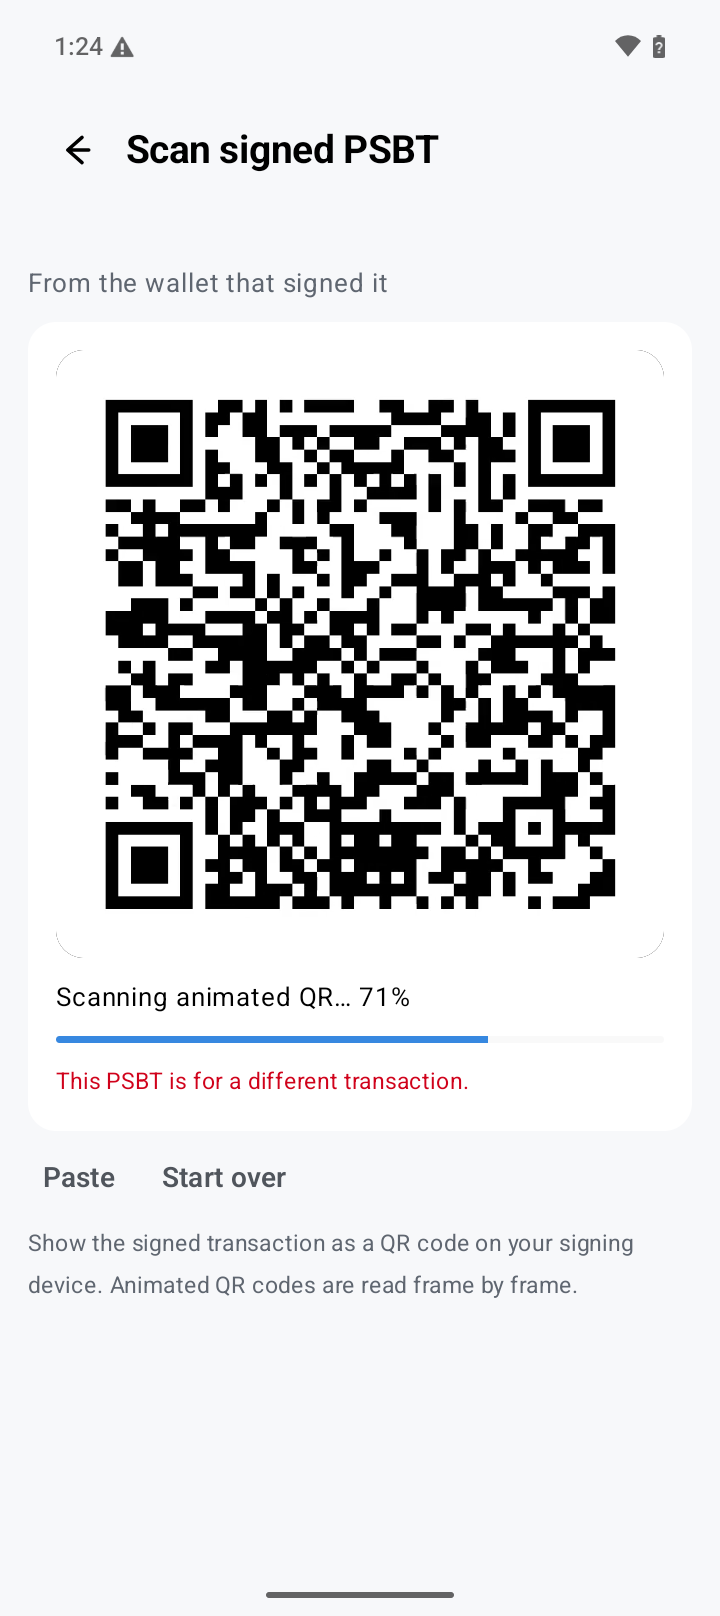 1:24
Scan signed PSBT
From the wallet that signed it
Scanning animated QR… 71%
This PSBT is for a different transaction.
Paste Start over
Show the signed transaction as a QR code on your signing
device. Animated QR codes are read frame by frame.